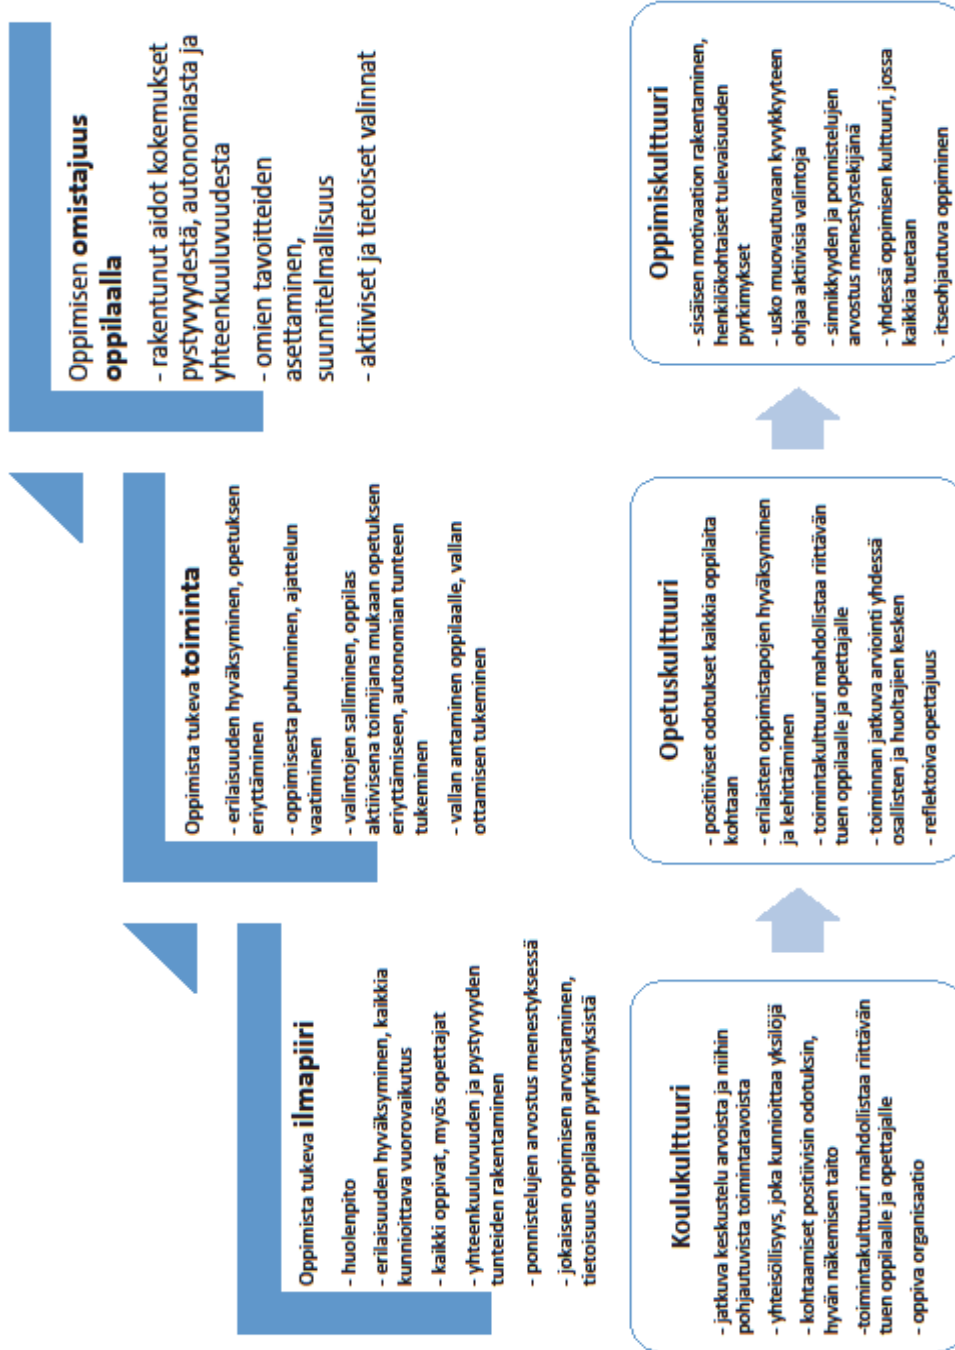 Oppimista tukeva ilmapiiri
- huolenpito
- erilaisuuden hyväksyminen, kaikkia
kunnioittava vuorovaikutus
- kaikki oppivat, myös opettajat
- yhteenkuuluvuuden ja pystyvyyden
tunteiden rakentaminen
- ponnistelujen arvostus menestyksessä
- jokaisen oppimisen arvostaminen,
tietoisuus oppilaan pyrkimyksistä
Oppimista tukeva toiminta
- erilaisuuden hyväksyminen, opetuksen
eriyttäminen
- oppimisesta puhuminen, ajattelun
vaatiminen
- valintojen salliminen, oppilas
aktiivisena toimijana mukaan opetuksen
eriyttämiseen, autonomian tunteen
tukeminen
- vallan antaminen oppilaalle, vallan
ottamisen tukeminen
Oppimisen omistajuus
oppilaalla
- rakentunut aidot kokemukset
pystyvyydestä, autonomiasta ja
yhteenkuuluvuudesta
- omien tavoitteiden
asettaminen,
suunnitelmallisuus
- aktiiviset ja tietoiset valinnat
Koulukulttuuri
- jatkuva keskustelu arvoista ja niihin
pohjautuvista toimintatavoista
- yhteisöllisyys, joka kunnioittaa yksilöjä
- kohtaamiset positiivisin odotuksin,
hyvän näkemisen taito
-toimintakulttuuri mahdollistaa riittävän
tuen oppilaalle ja opettajalle
- oppiva organisaatio
Opetuskulttuuri
- positiiviset odotukset kaikkia oppilaita
kohtaan
- erilaisten oppimistapojen hyväksyminen
ja kehittäminen
- toimintakulttuuri mahdollistaa riittävän
tuen oppilaalle ja opettajalle
- toiminnan jatkuva arviointi yhdessä
osallisten ja huoltajien kesken
- reflektoiva opettajuus
Oppimiskulttuuri
- sisäisen motivaation rakentaminen,
henkilökohtaiset tulevaisuuden
pyrkimykset
- usko muovautuvaan kyvykkyyteen
ohjaa aktiivisia valintoja
- sinnikkyyden ja ponnistelujen
arvostus menestystekijänä
- yhdessä oppimisen kulttuuri, jossa
kaikkia tuetaan
- itseohjautuva oppiminen